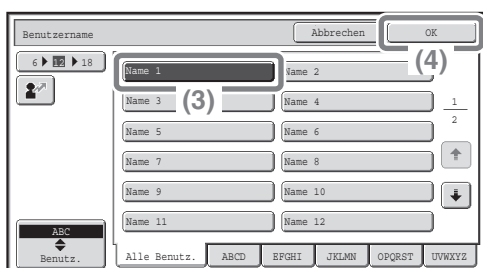 Benutzername
Abbrechen
OK
(4)
6 12 18
Name 1
Name 2
(3)
Name 3
Name 4
1
2
Name 5
Name 6
Name 7
Name 8
Name 9
Name 10
Name 11
Name 12
ABC
Benutz.
Alle Benutz. ABCD EFGHI JKLMN OPQRST UVWXYZ